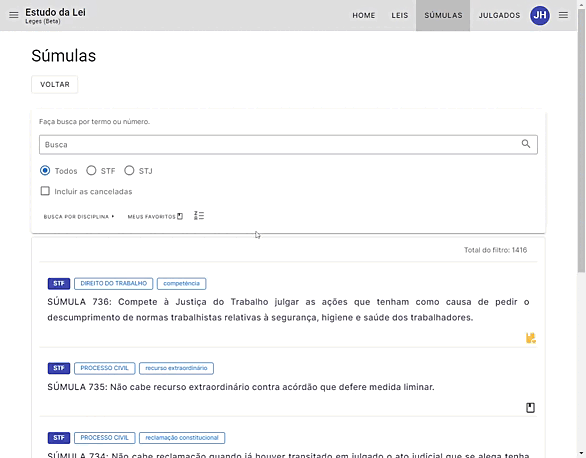 Estudo da Lei
Leges (Beta)
HOME LEIS SÚMULAS JULGADOS JH
Súmulas
VOLTAR
Faça busca por termo ou número.
Busca
Todos STF STJ
Incluir as canceladas
BUSCA POR DISCIPLINA MEUS FAVORITOS
Total do filtro: 1416
STF DIREITO DO TRABALHO competência
SÚMULA 736: Compete à Justiça do Trabalho julgar as ações que tenham como causa de pedir o
descumprimento de normas trabalhistas relativas à segurança, higiene e saúde dos trabalhadores.
STF PROCESSO CIVIL recurso extraordinário
SÚMULA 735: Não cabe recurso extraordinário contra acórdão que defere medida liminar.
STF PROCESSO CIVIL reclamação constitucional
SÚMULA 734: Não cabe reclamação quando já houver transitado em julgado o ato judicial que se alega tenha